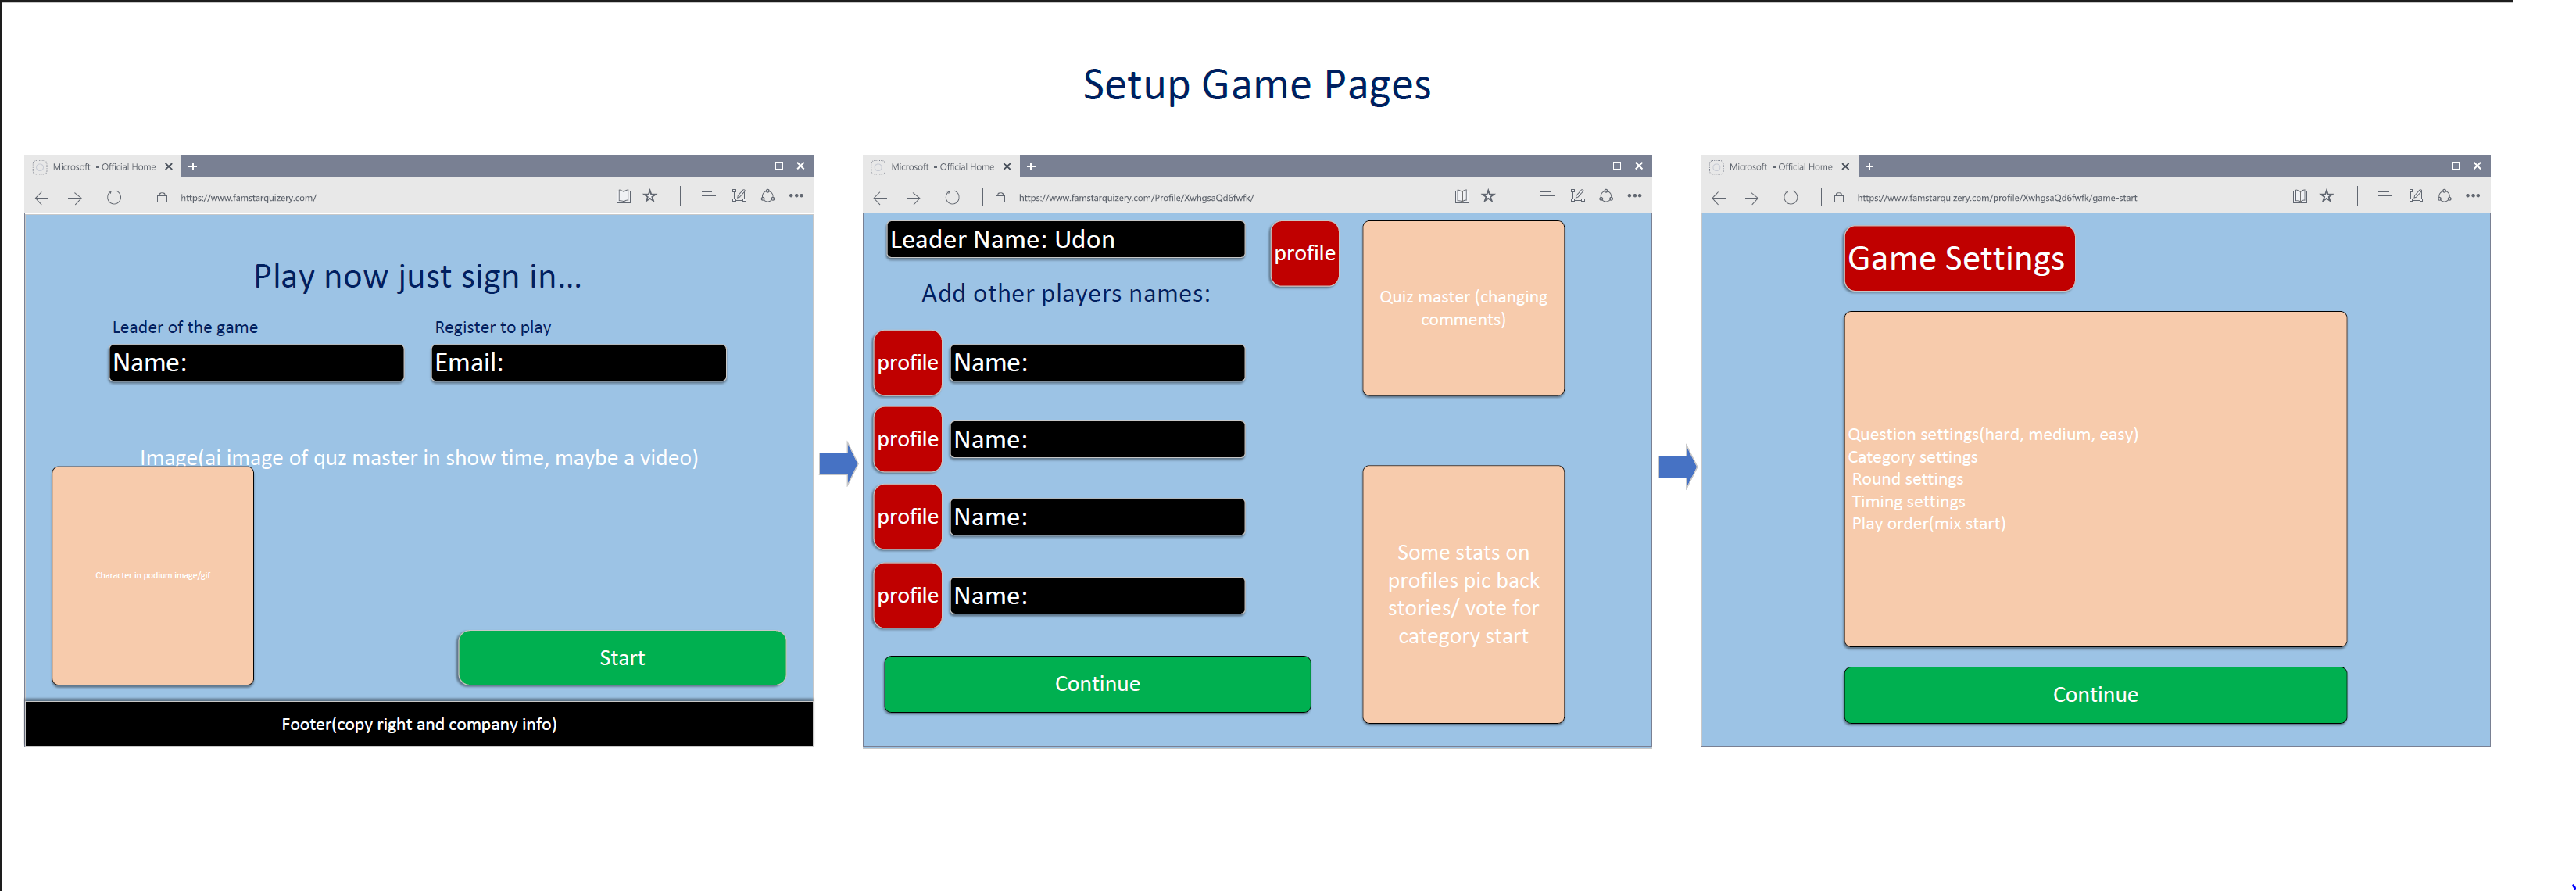 Setup Game Pages
Microsoft - Official Home
https://www.famstarquizery.com/
Play now just sign in...
Leader of the game
Register to play
Name:
Email:
Image(ai image of quz master in show time, maybe a video)
Character in podium image/gif
Start
Footer(copy right and company info)
Microsoft - Official Home
https://www.famstarquizery.com/Profile/XwhgsaQd6fwfk/
Leader Name: Udon
profile
Add other players names:
profile
Name:
profile
Name:
profile
Name:
profile
Name:
Continue
Quiz master (changing
comments)
Some stats on
profiles pic back
stories/ vote for
category start
Microsoft - Official Home
https://www.famstarquizery.com/profile/XwhgsaQd6fwfk/game-start
Game Settings
Question settings(hard, medium, easy)
Category settings
Round settings
Timing settings
Play order(mix start)
Continue